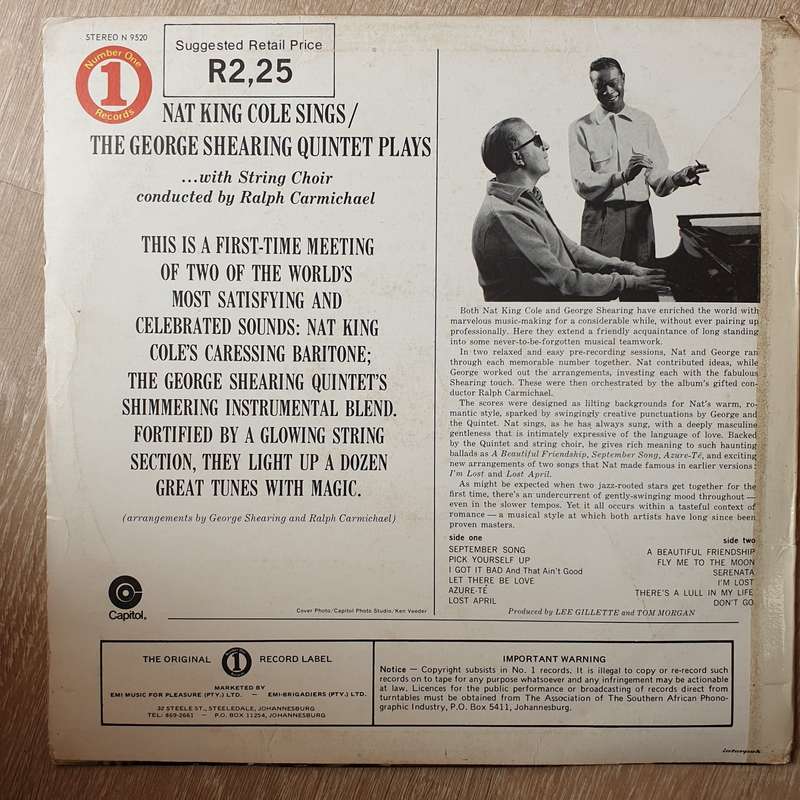 STEREO N 9520
Number One
1
Records
Suggested Retail Price
R2,25
NAT KING COLE SINGS/
THE GEORGE SHEARING QUINTET PLAYS
...with String Choir
conducted by Ralph Carmichael
THIS IS A FIRST-TIME MEETING
OF TWO OF THE WORLD'S
MOST SATISFYING AND
CELEBRATED SOUNDS: NAT KING
COLE'S CARESSING BARITONE;
THE GEORGE SHEARING QUINTET'S
SHIMMERING INSTRUMENTAL BLEND.
FORTIFIED BY A GLOWING STRING
SECTION, THEY LIGHT UP A DOZEN
GREAT TUNES WITH MAGIC.
(arrangements by George Shearing and Ralph Carmichael)
Capitol.
Cover Photo/Capitol Photo Studio/Ken Veeder
Both Nat King Cole and George Shearing have enriched the world with
marvelous music-making for a considerable while, without ever pairing up
professionally. Here they extend a friendly acquaintance of long standing
into some never-to-be-forgotten musical teamwork.
In two relaxed and easy pre-recording sessions, Nat and George ran
through each memorable number together. Nat contributed ideas, while
George worked out the arrangements, investing each with the fabulous
Shearing touch. These were then orchestrated by the album's gifted con-
ductor Ralph Carmichael.
The scores were designed as lilting backgrounds for Nat's warm, ro-
mantic style, sparked by swingingly creative punctuations by George and
the Quintet. Nat sings, as he has always sung, with a deeply masculine
gentleness that is intimately expressive of the language of love. Backed
by the Quintet and string choir, he gives rich meaning to such haunting
ballads as A Beautiful Friendship, September Song, Azure-Té, and exciting
new arrangements of two songs that Nat made famous in earlier versions:
I'm Lost and Lost April.
As might be expected when two jazz-rooted stars get together for the
first time, there's an undercurrent of gently-swinging mood throughout —
even in the slower tempos. Yet it all occurs within a tasteful context of
romance — a musical style at which both artists have long since been
proven masters.
side one
SEPTEMBER SONG
PICK YOURSELF UP
I GOT IT BAD And That Ain't Good
LET THERE BE LOVE
AZURE-TÉ
LOST APRIL
side two
A BEAUTIFUL FRIENDSHIP
FLY ME TO THE MOON
SERENATA
I'M LOST
THERE'S A LULL IN MY LIFE
DON'T GO
Produced by LEE GILLETTE and TOM MORGAN
THE ORIGINAL 1 RECORD LABEL
MARKETED BY
EMI MUSIC FOR PLEASURE (PTY.) LTD. — EMI-BRIGADIERS (PTY.) LTD.
32 STEELE ST., STEELEDALE, JOHANNESBURG
TEL: 869-2661 — P.O. BOX 11254, JOHANNESBURG
IMPORTANT WARNING
Notice — Copyright subsists in No. 1 records. It is illegal to copy or re-record such
records on to tape for any purpose whatsoever and any infringement may be actionable
at law. Licences for the public performance or broadcasting of records direct from
turntables must be obtained from The Association of The Southern African Phono-
graphic Industry, P.O. Box 5411, Johannesburg.